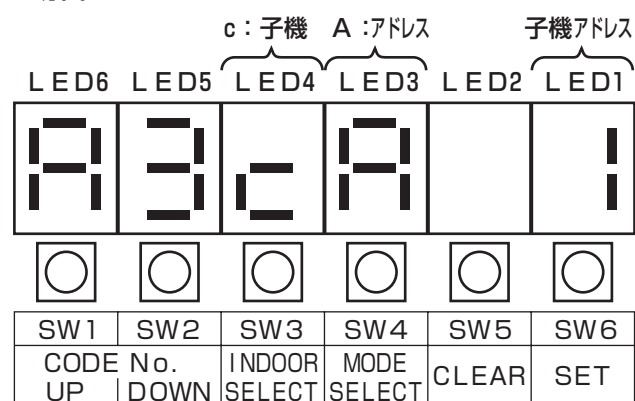 c：子機 A：アドレス 子機アドレス
LED6 LED5 LED4 LED3 LED2 LED1
A 3 c A 1
SW1 SW2 SW3 SW4 SW5 SW6
CODE No. INDOOR MODE CLEAR SET
UP DOWN SELECT SELECT